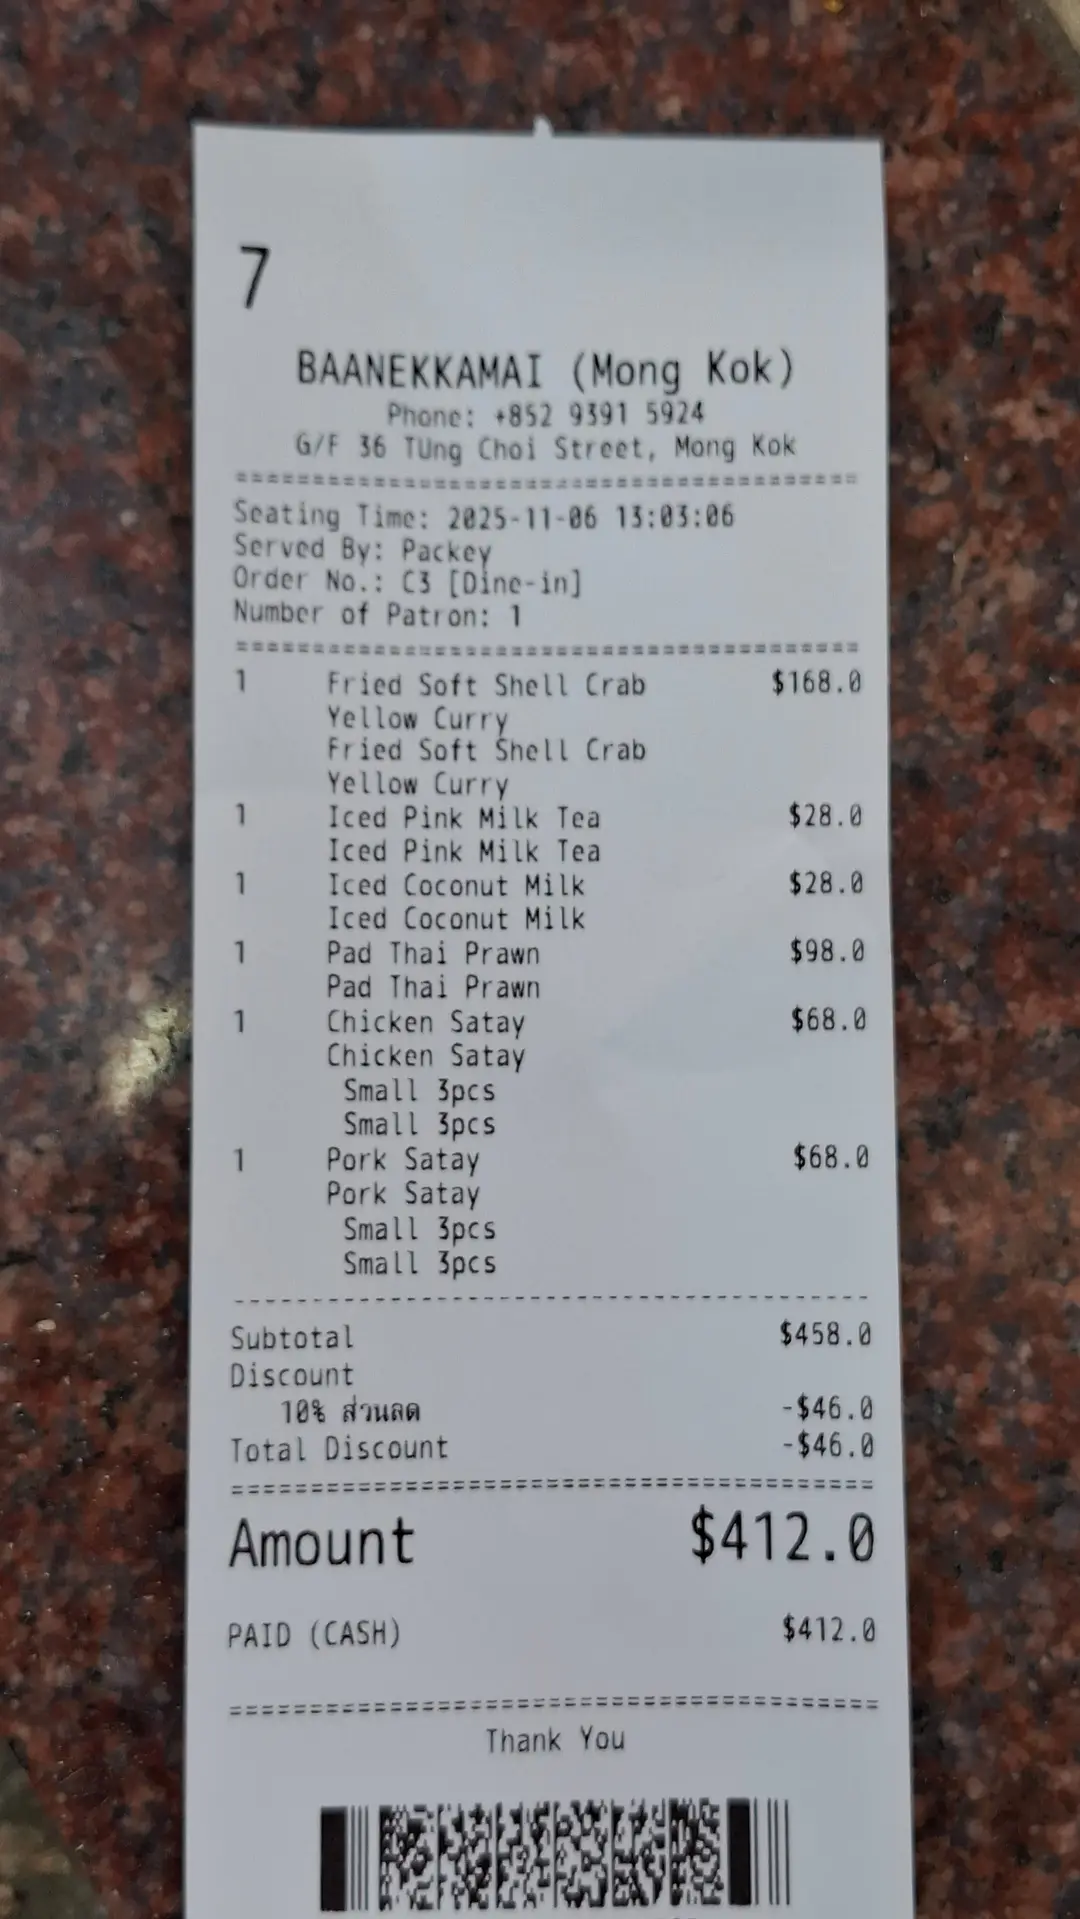 7
BAANEKKAMAI (Mong Kok)
Phone: +852 9391 5924
G/F 36 TUng Choi Street, Mong Kok
========================================
Seating Time: 2025-11-06 13:03:06
Served By: Packey
Order No.: C3 [Dine-in]
Number of Patron: 1
========================================
1 Fried Soft Shell Crab $168.0
Yellow Curry
Fried Soft Shell Crab
Yellow Curry
1 Iced Pink Milk Tea $28.0
Iced Pink Milk Tea
1 Iced Coconut Milk $28.0
Iced Coconut Milk
1 Pad Thai Prawn $98.0
Pad Thai Prawn
1 Chicken Satay $68.0
Chicken Satay
Small 3pcs
Small 3pcs
1 Pork Satay $68.0
Pork Satay
Small 3pcs
Small 3pcs
----------------------------------------
Subtotal $458.0
Discount
10% ส่วนลด -$46.0
Total Discount -$46.0
========================================
Amount $412.0
PAID (CASH) $412.0
========================================
Thank You